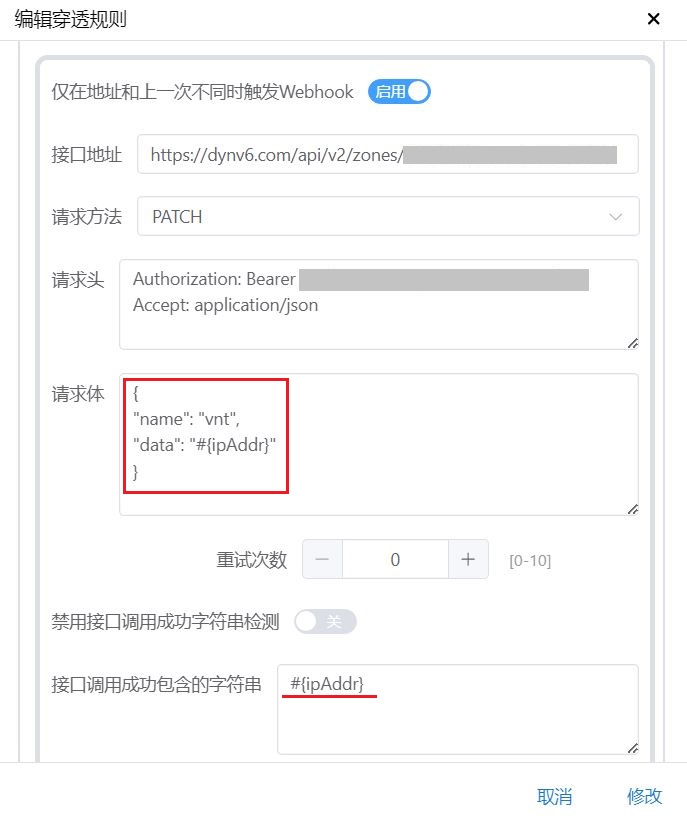 编辑穿透规则
仅在地址和上一次不同时触发Webhook 启用
接口地址 https://dynv6.com/api/v2/zones/
请求方法 PATCH
请求头 Authorization: Bearer
Accept: application/json
请求体 {
"name": "vnt",
"data": "#{ipAddr}"
}
重试次数 0 [0-10]
禁用接口调用成功字符串检测 关
接口调用成功包含的字符串 #{ipAddr}
取消 修改